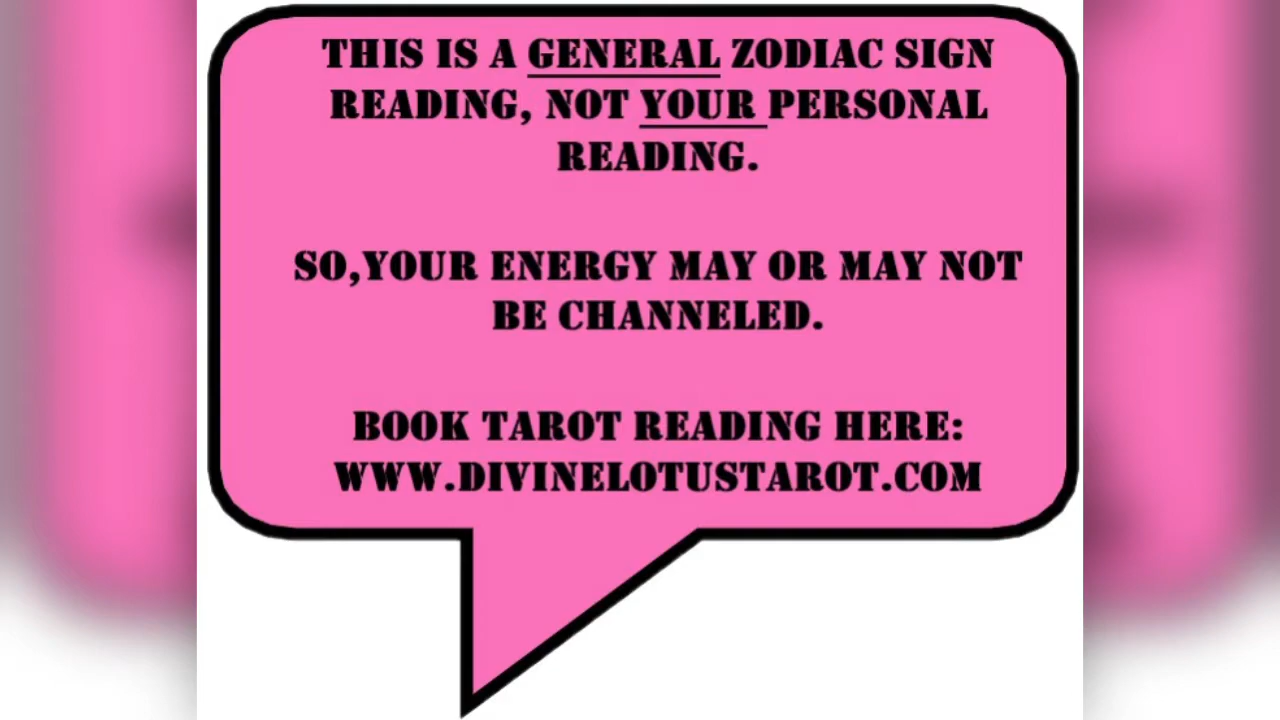 THIS IS A GENERAL ZODIAC SIGN
READING, NOT YOUR PERSONAL
READING.
SO,YOUR ENERGY MAY OR MAY NOT
BE CHANNELED.
BOOK TAROT READING HERE:
WWW.DIVINELOTUSTAROT.COM